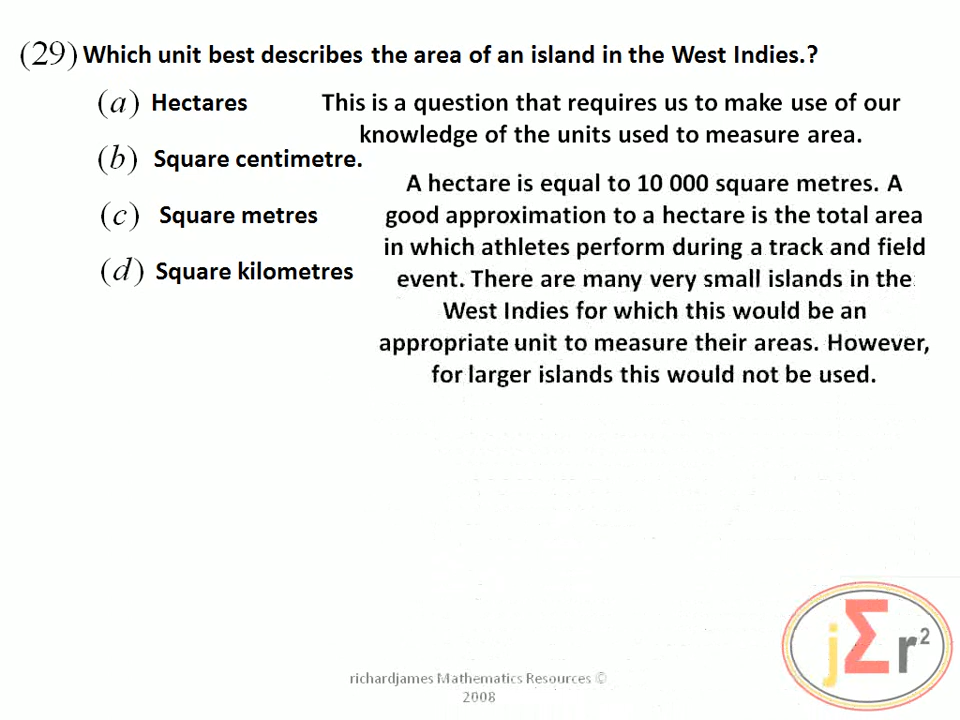 (29) Which unit best describes the area of an island in the West Indies.?
(a) Hectares
This is a question that requires us to make use of our
knowledge of the units used to measure area.
(b) Square centimetre.
(c) Square metres
(d) Square kilometres
A hectare is equal to 10 000 square metres. A
good approximation to a hectare is the total area
in which athletes perform during a track and field
event. There are many very small islands in the
West Indies for which this would be an
appropriate unit to measure their areas. However,
for larger islands this would not be used.
jΣr²
richardjames Mathematics Resources ©
2008